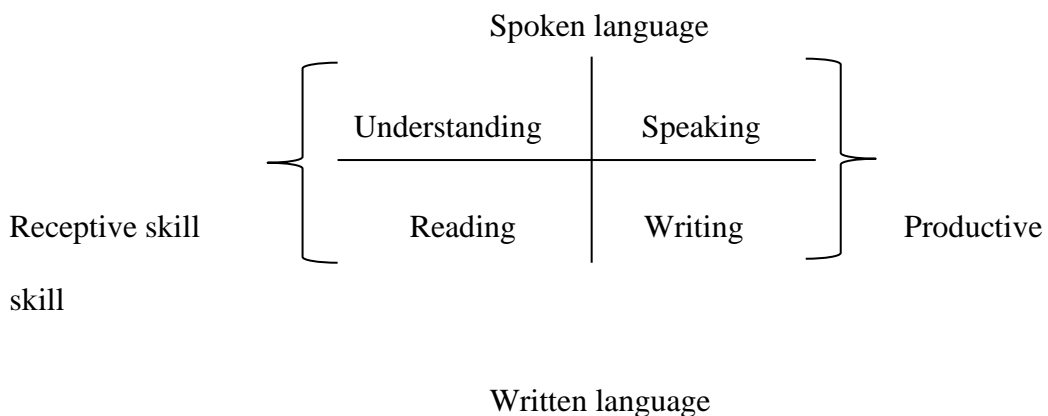 Spoken language
Understanding Speaking
Receptive skill Reading Writing Productive
skill
Written language